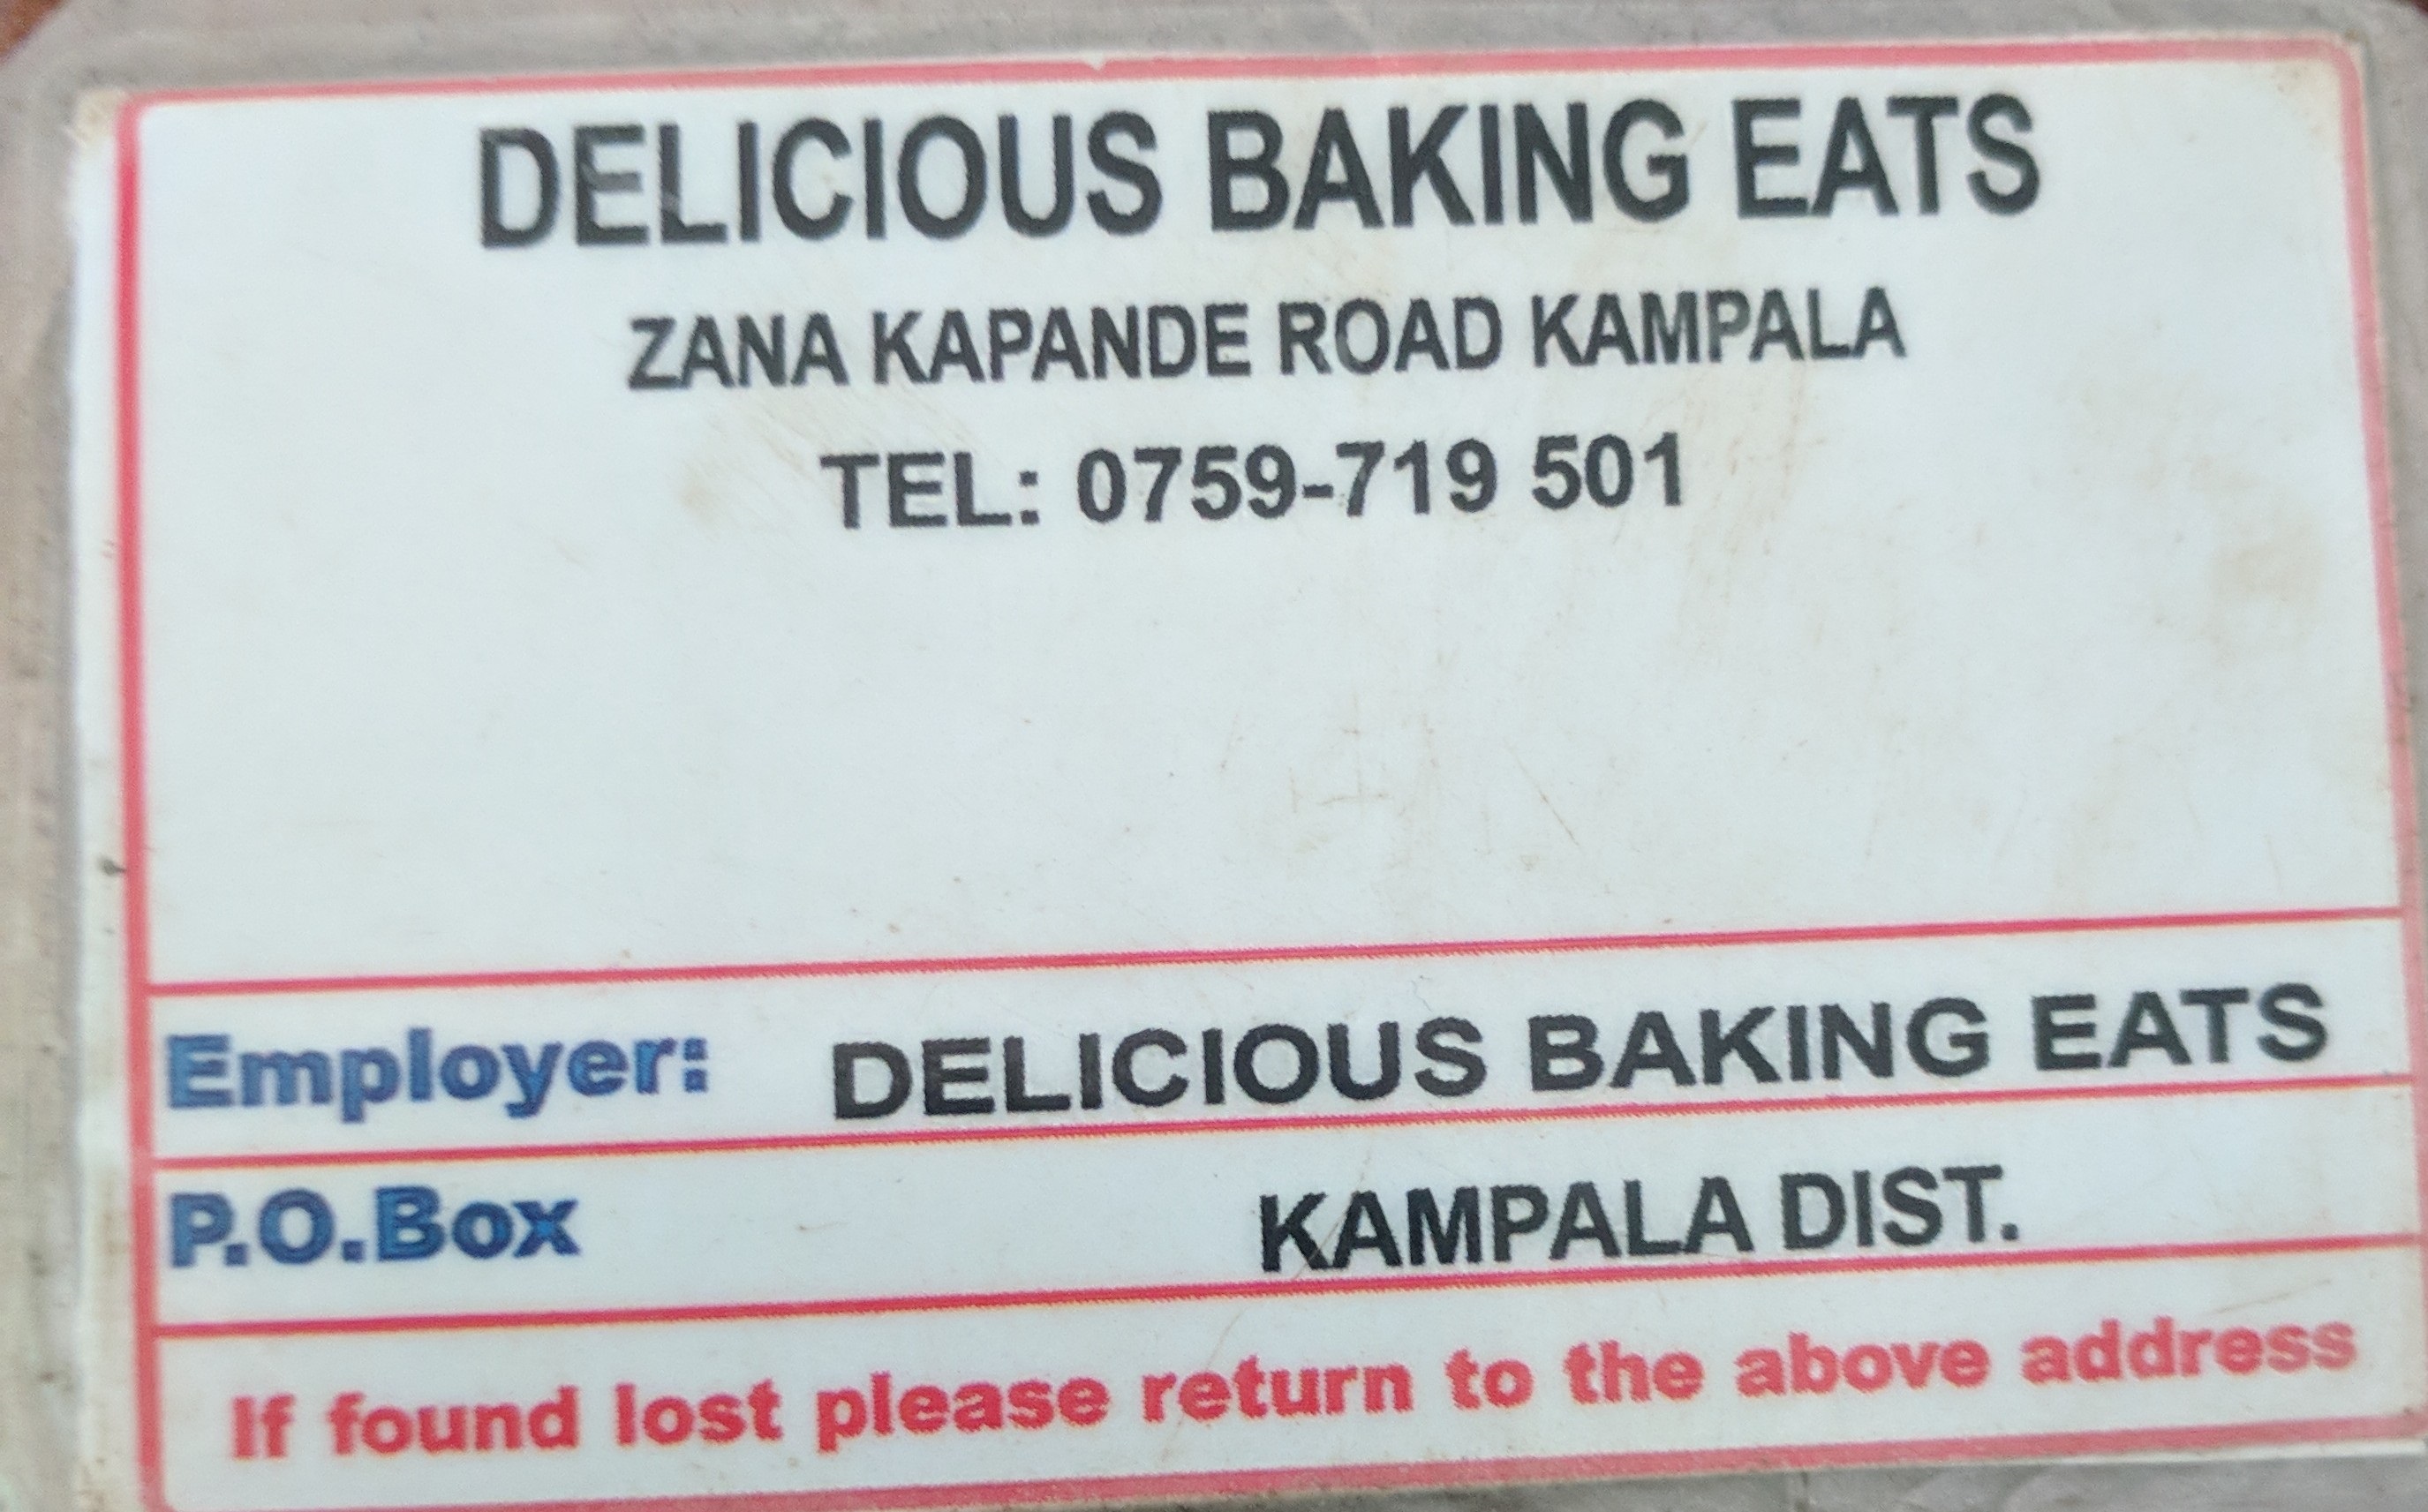 DELICIOUS BAKING EATS
ZANA KAPANDE ROAD KAMPALA
TEL: 0759-719 501
Employer: DELICIOUS BAKING EATS
P.O.Box KAMPALA DIST.
If found lost please return to the above address